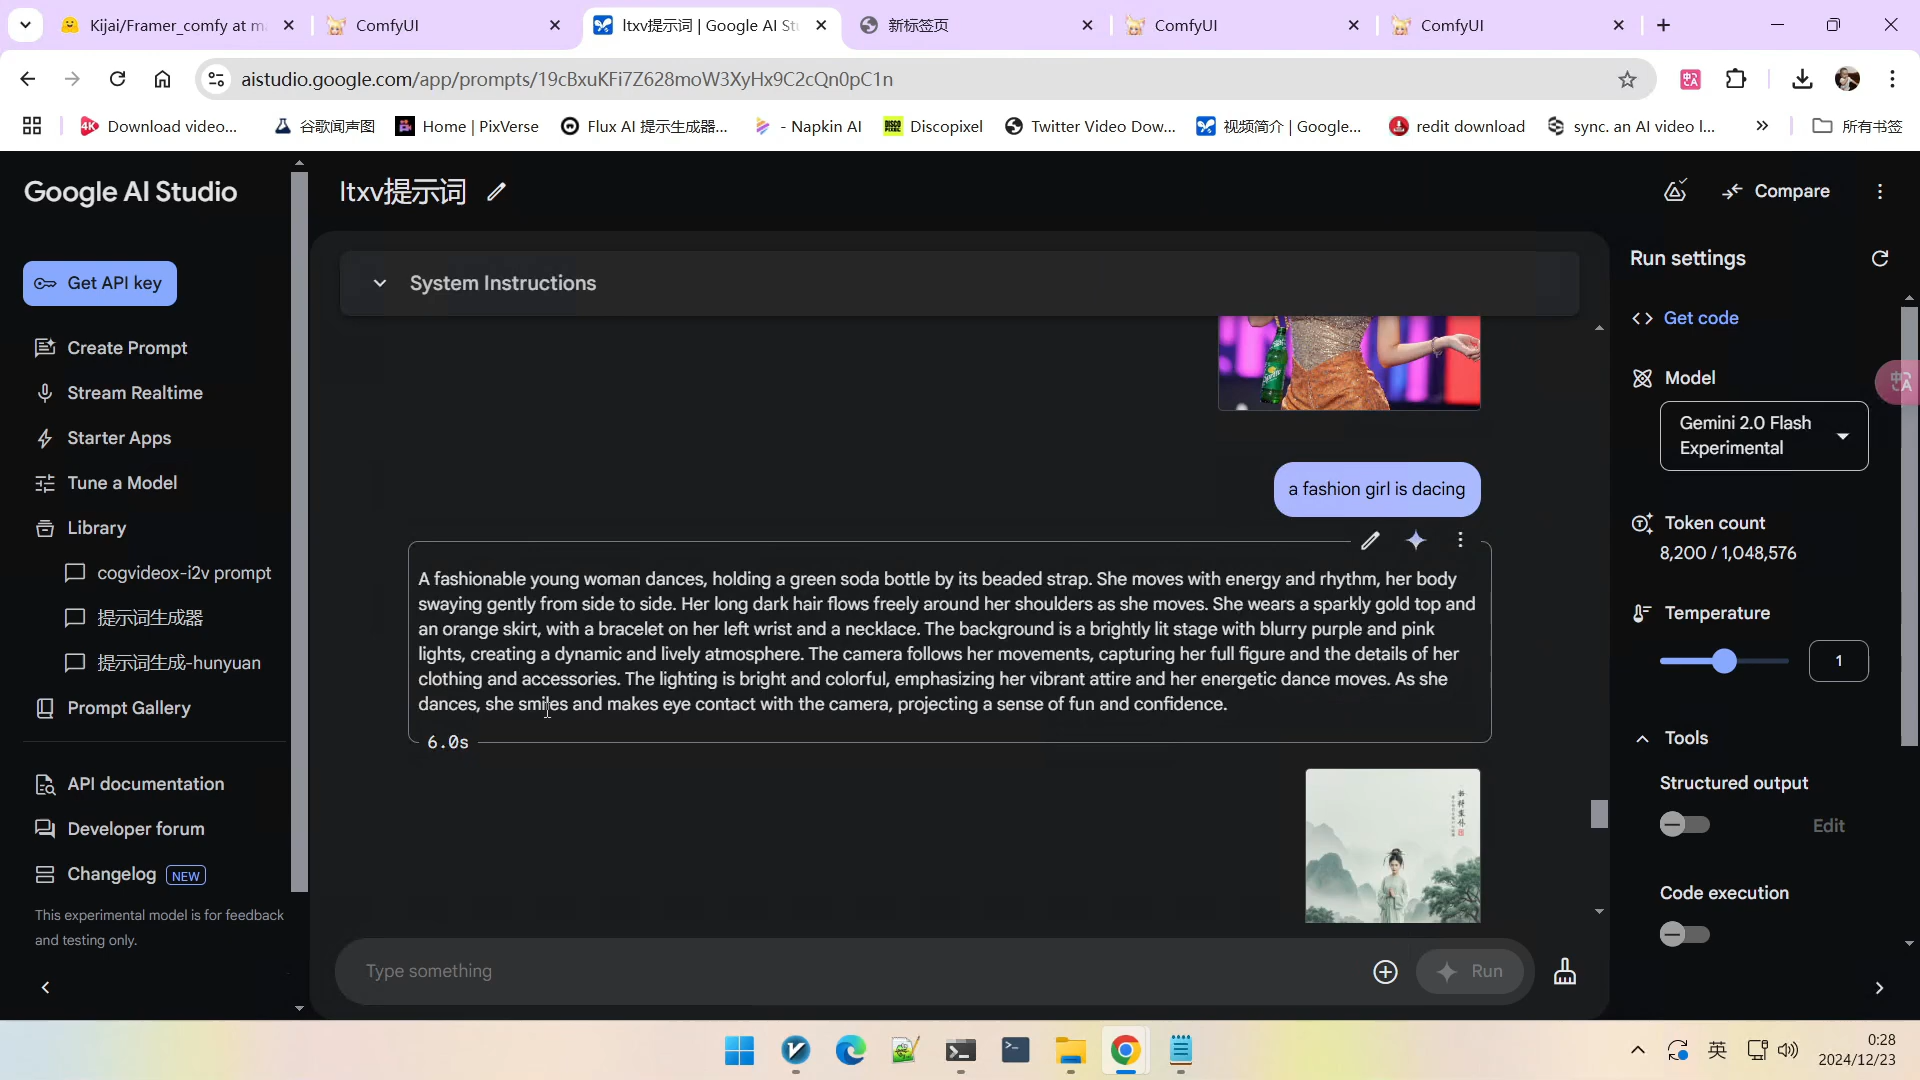 Kijai/Framer_comfy at m
ComfyUI
ltxv提示词 | Google AI St
新标签页
ComfyUI
ComfyUI
aistudio.google.com/app/prompts/19cBxuKFi7Z628moW3XyHx9C2cQn0pC1n
4K
Download video...
谷歌闻声图
Home | PixVerse
Flux AI 提示生成器...
- Napkin AI
Discopixel
Twitter Video Dow...
视频简介 | Google...
redit download
sync. an AI video l...
所有书签
Google AI Studio
ltxv提示词
Compare
System Instructions
Run settings
Get API key
Get code
Create Prompt
Stream Realtime
Starter Apps
Tune a Model
Library
cogvideox-i2v prompt
提示词生成器
提示词生成-hunyuan
Prompt Gallery
API documentation
Developer forum
Changelog NEW
This experimental model is for feedback
and testing only.
Sprite
a fashion girl is dacing
A fashionable young woman dances, holding a green soda bottle by its beaded strap. She moves with energy and rhythm, her body
swaying gently from side to side. Her long dark hair flows freely around her shoulders as she moves. She wears a sparkly gold top and
an orange skirt, with a bracelet on her left wrist and a necklace. The background is a brightly lit stage with blurry purple and pink
lights, creating a dynamic and lively atmosphere. The camera follows her movements, capturing her full figure and the details of her
clothing and accessories. The lighting is bright and colorful, emphasizing her vibrant attire and her energetic dance moves. As she
dances, she smiles and makes eye contact with the camera, projecting a sense of fun and confidence.
6.0s
Type something
Run
Model
Gemini 2.0 Flash
Experimental
Token count
8,200 / 1,048,576
Temperature
1
Tools
Structured output
Edit
Code execution
英
0:28
2024/12/23